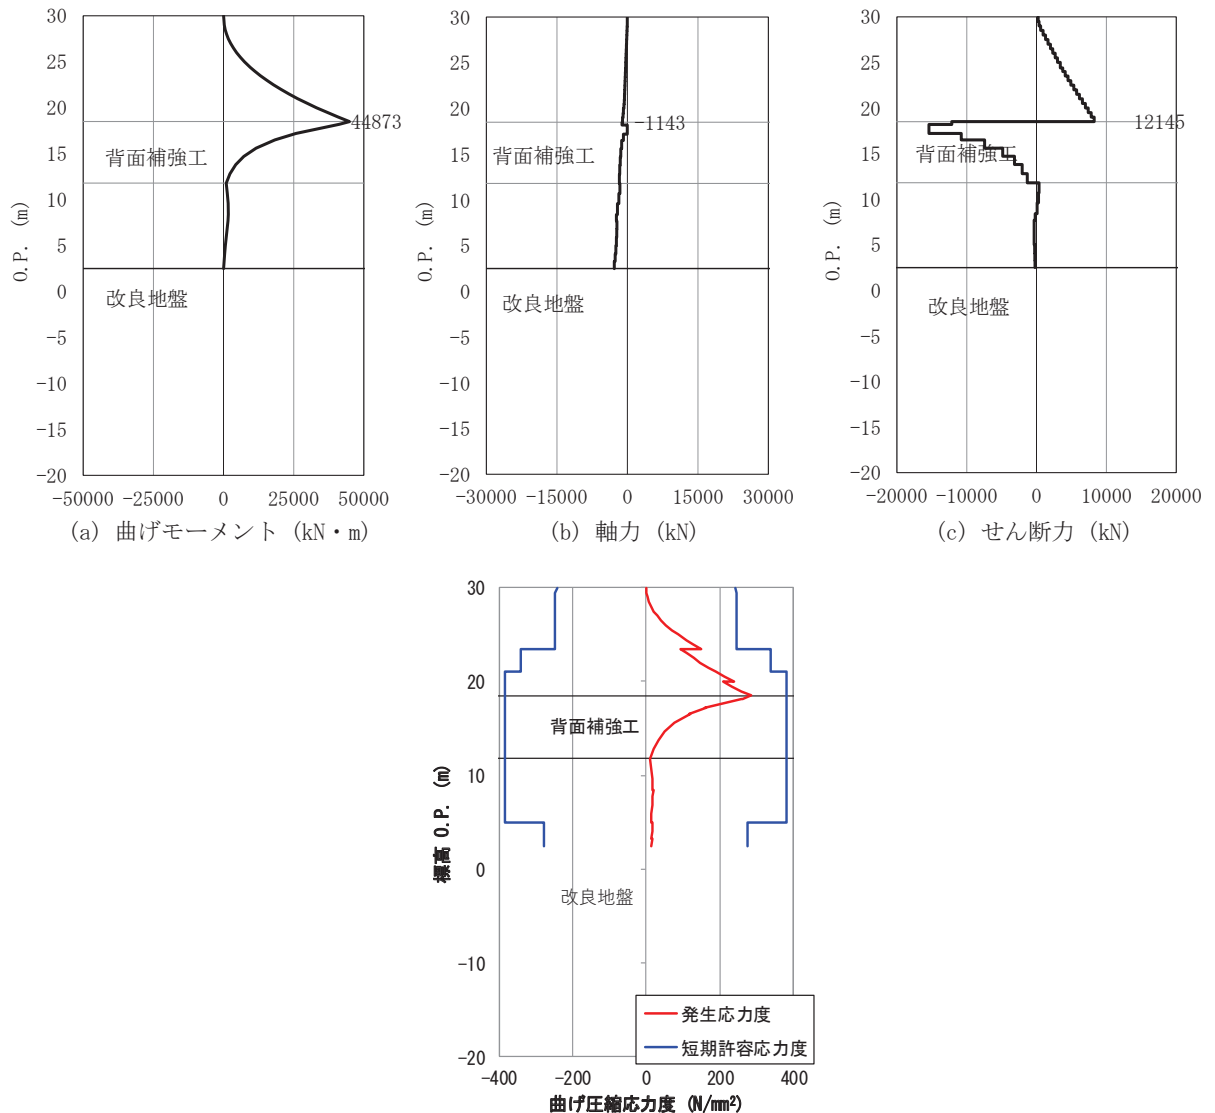 30
25
20
15
10
5
0
-5
-10
-15
-20
O.P. (m)
44873
背面補強工
改良地盤
-50000 -25000 0 25000 50000
(a) 曲げモーメント (kN・m)
30
25
20
15
10
5
0
-5
-10
-15
-20
O.P. (m)
-1143
背面補強工
改良地盤
-30000 -15000 0 15000 30000
(b) 軸力 (kN)
30
25
20
15
10
5
0
-5
-10
-15
-20
O.P. (m)
12145
背面補強工
改良地盤
-20000 -10000 0 10000 20000
(c) せん断力 (kN)
30
20
10
0
-10
-20
標高 O.P. (m)
背面補強工
改良地盤
発生応力度
短期許容応力度
-400 -200 0 200 400
曲げ圧縮応力度 (N/mm²)